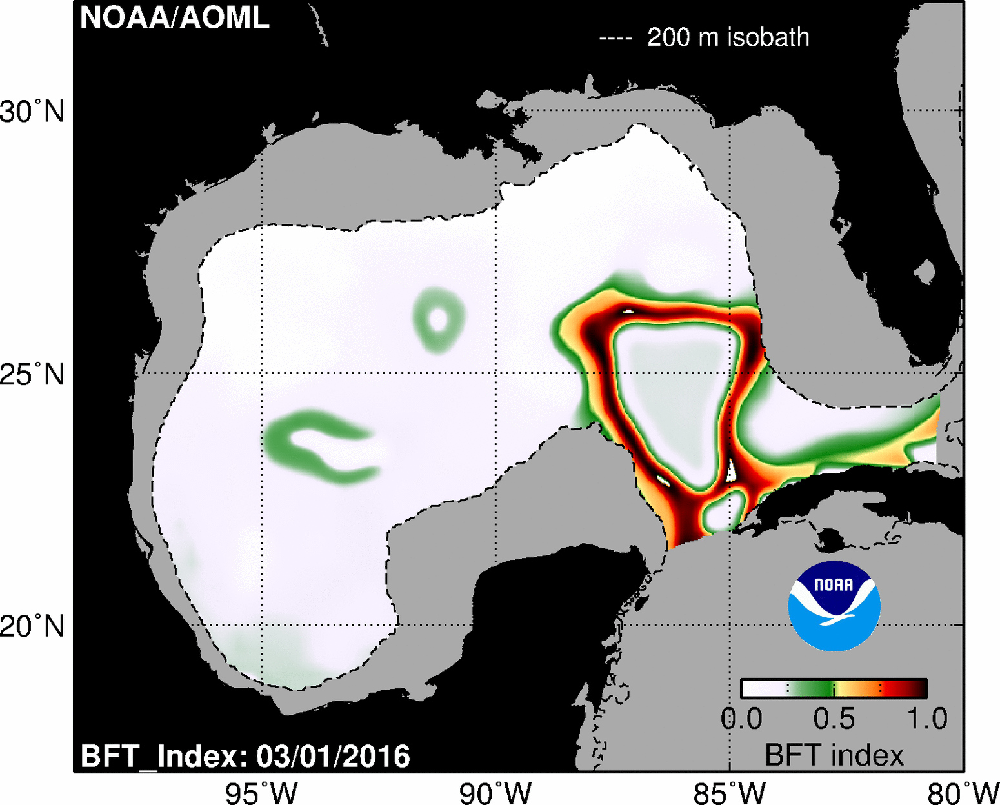 NOAA/AOML
---- 200 m isobath
30°N
25°N
20°N
NOAA
0.0 0.5 1.0
BFT index
BFT_Index: 03/01/2016
95°W 90°W 85°W 80°W